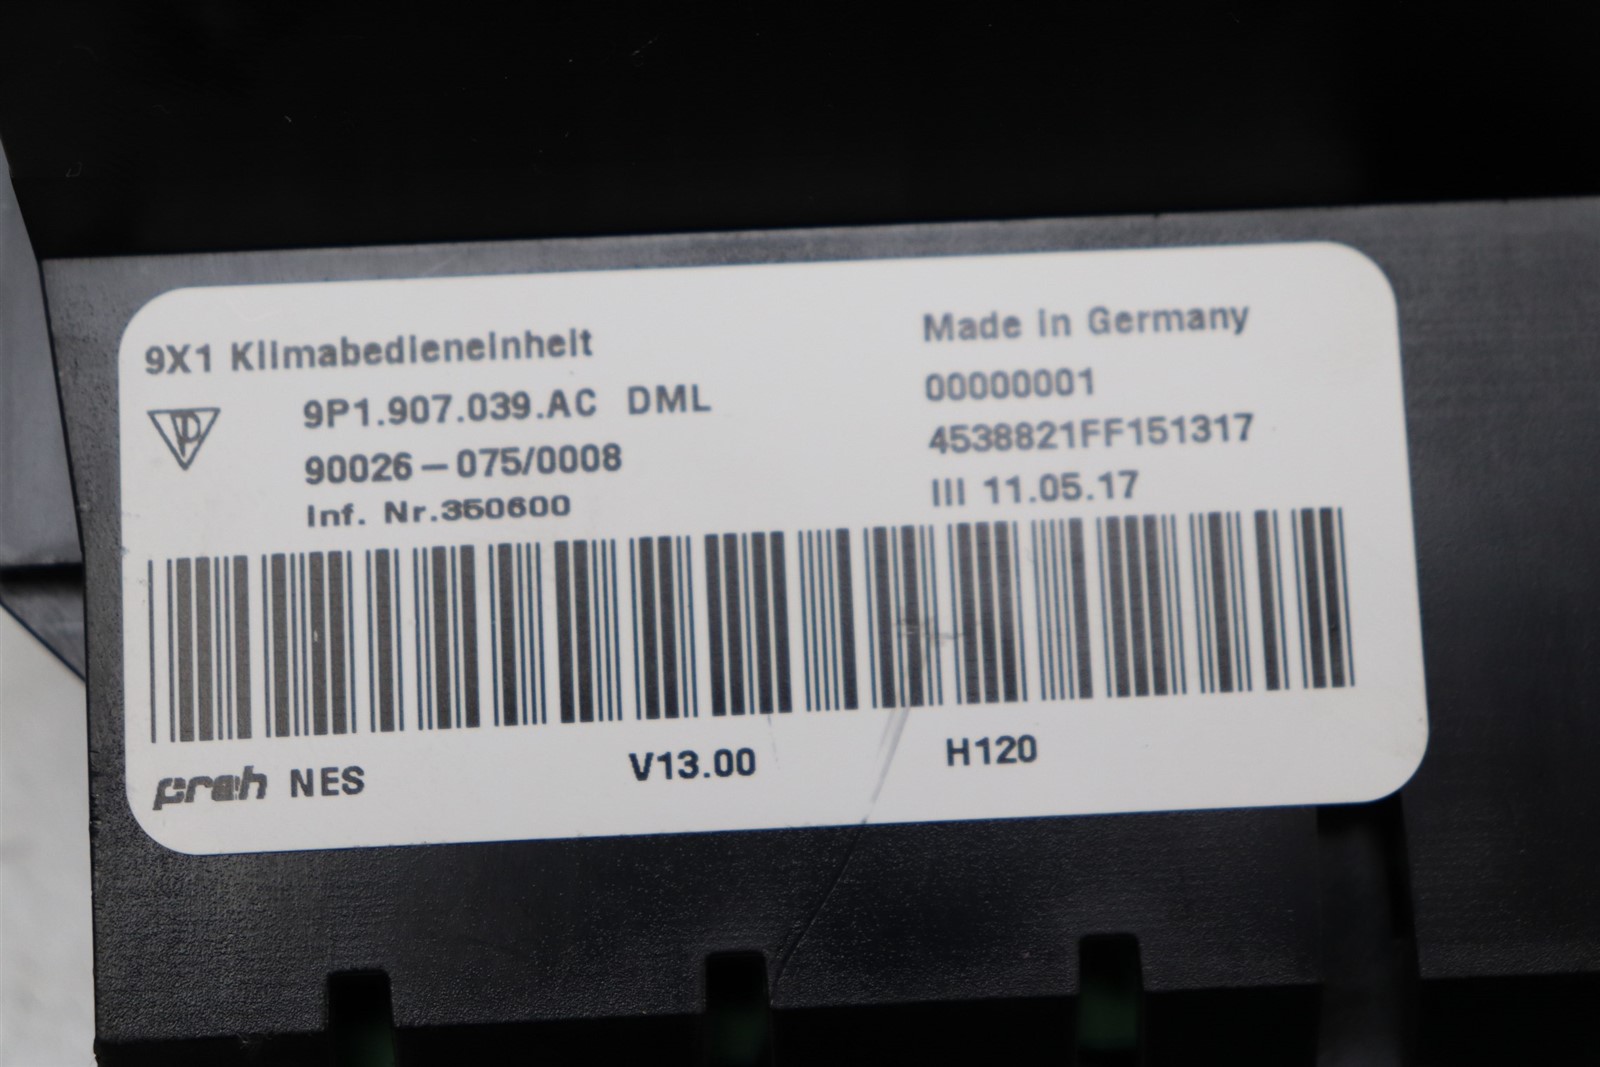 9X1 Klimabedieneinheit
Made in Germany
9P1.907.039.AC DML
00000001
90026-075/0008
4538821FF151317
Inf. Nr.350600
III 11.05.17
preh NES
V13.00
H120